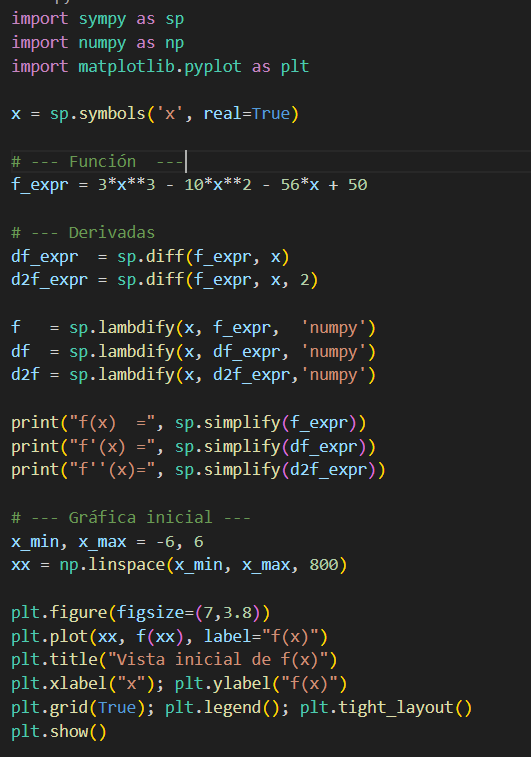 import sympy as sp
import numpy as np
import matplotlib.pyplot as plt
x = sp.symbols('x', real=True)
# --- Función  ---
f_expr = 3*x**3 - 10*x**2 - 56*x + 50
# --- Derivadas
df_expr  = sp.diff(f_expr, x)
d2f_expr = sp.diff(f_expr, x, 2)
f   = sp.lambdify(x, f_expr,  'numpy')
df  = sp.lambdify(x, df_expr, 'numpy')
d2f = sp.lambdify(x, d2f_expr,'numpy')
print("f(x)  =", sp.simplify(f_expr))
print("f'(x) =", sp.simplify(df_expr))
print("f''(x)=", sp.simplify(d2f_expr))
# --- Gráfica inicial ---
x_min, x_max = -6, 6
xx = np.linspace(x_min, x_max, 800)
plt.figure(figsize=(7,3.8))
plt.plot(xx, f(xx), label="f(x)")
plt.title("Vista inicial de f(x)")
plt.xlabel("x"); plt.ylabel("f(x)")
plt.grid(True); plt.legend(); plt.tight_layout()
plt.show()